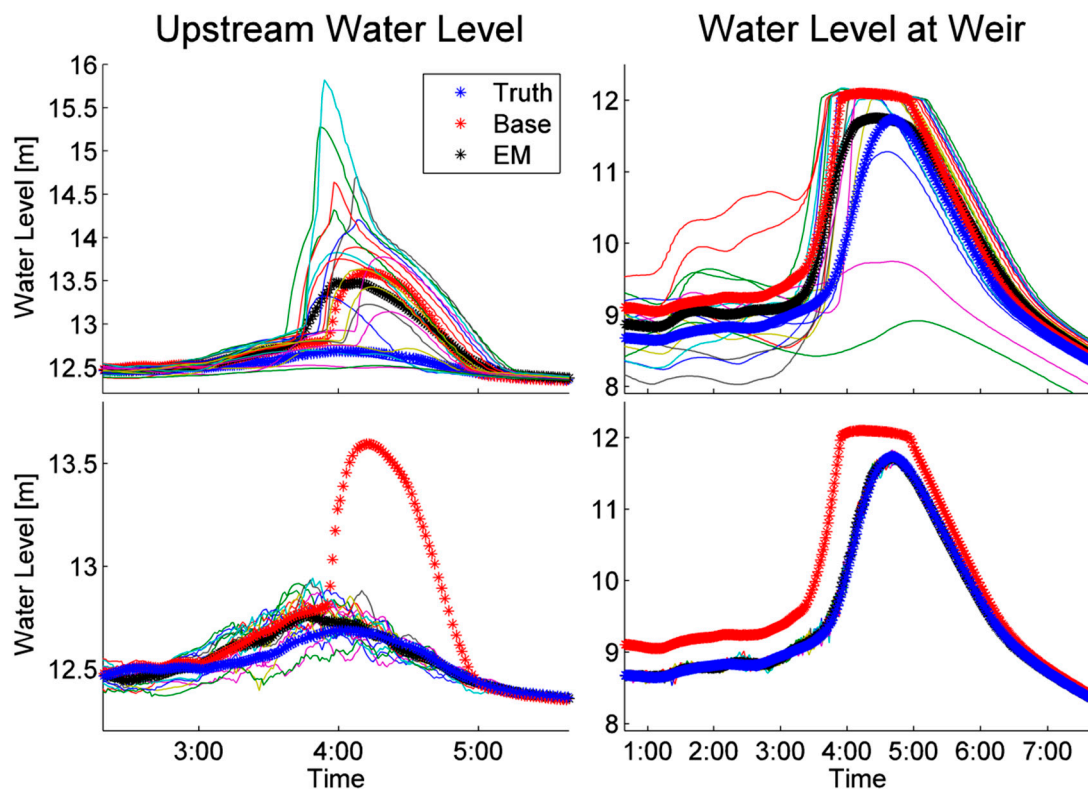 Upstream Water Level
Water Level at Weir
16
15.5
15
14.5
14
13.5
13
12.5
Water Level [m]
Truth
Base
EM
12
11
10
9
8
13.5
13
12.5
Water Level [m]
3:00 4:00 5:00
Time
12
11
10
9
8
1:00 2:00 3:00 4:00 5:00 6:00 7:00
Time